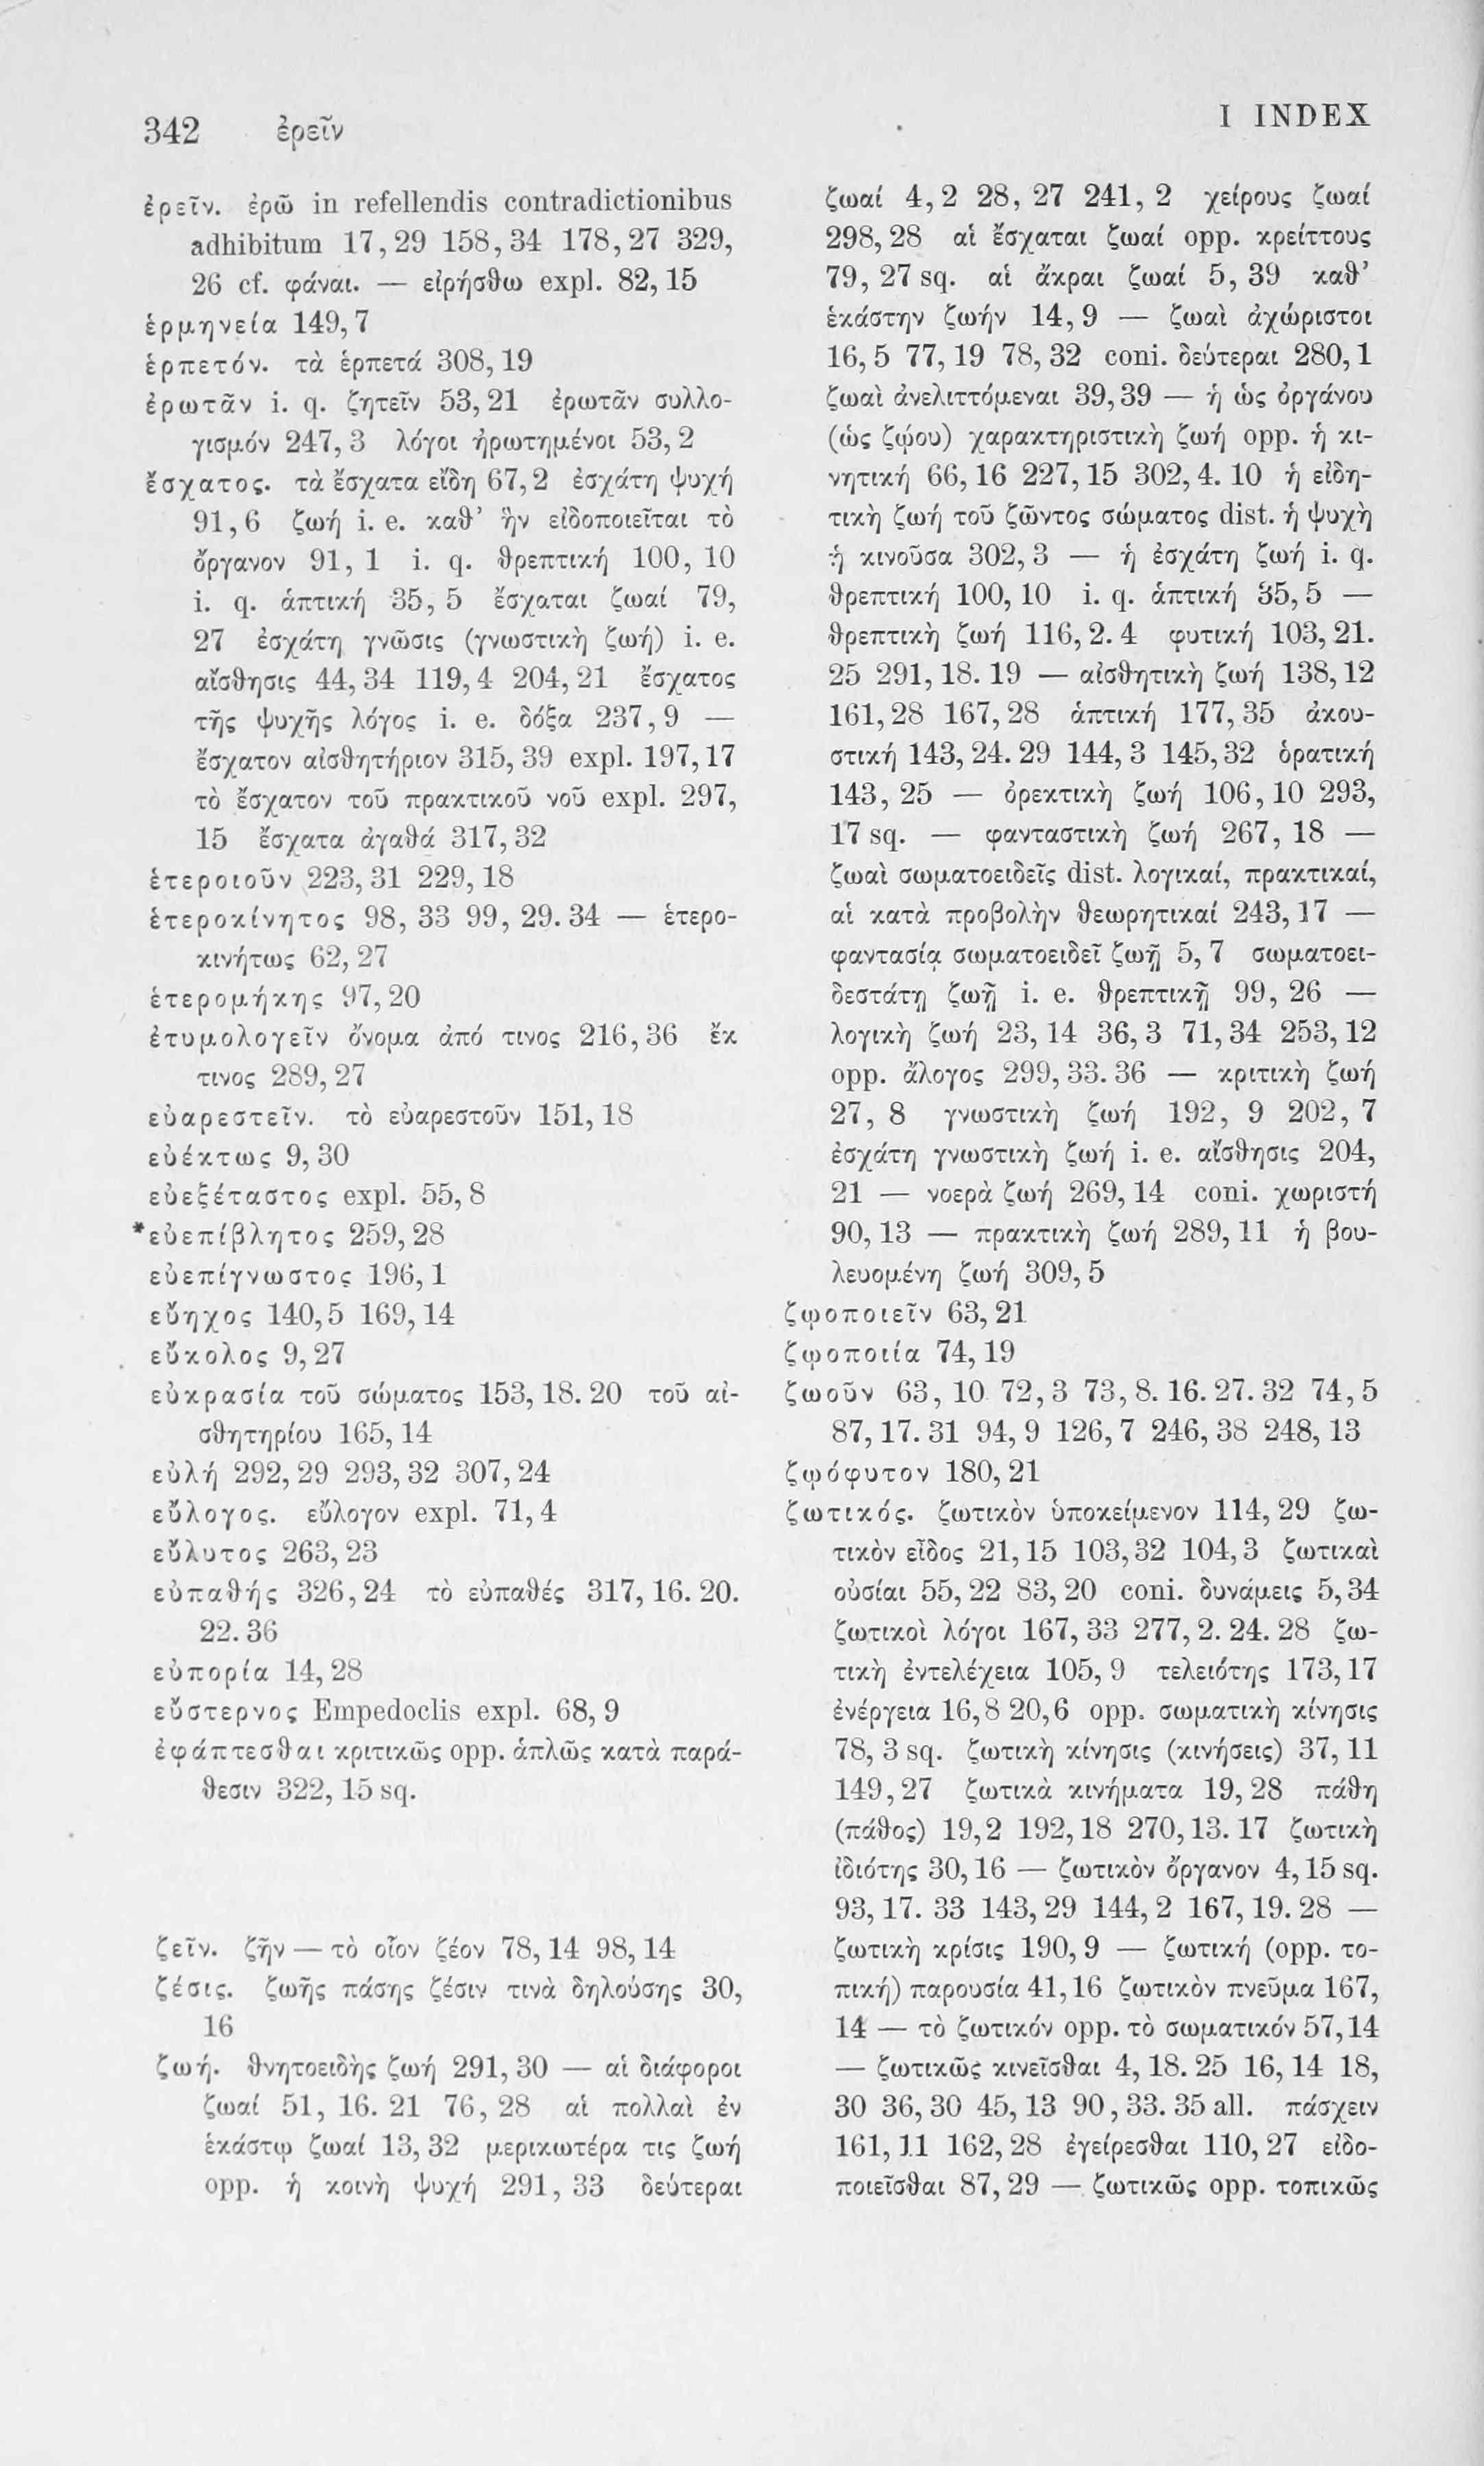 342 ἐρεῖν
I INDEX
ἐρεῖν. ἐρῶ in refellendis contradictionibus
adhibitum 17,29 158,34 178,27 329,
26 cf. φάναι. — εἰρήσθω expl. 82,15
ἑρμηνεία 149,7
ἑρπετόν. τὰ ἑρπετά 308,19
ἐρωτᾶν i. q. ζητεῖν 53,21 ἐρωτᾶν συλλο-
γισμόν 247,3 λόγοι ἠρωτημένοι 53,2
ἔσχατος. τὰ ἔσχατα εἴδη 67,2 ἐσχάτη ψυχή
91,6 ζωή i. e. καθ’ ἣν εἰδοποιεῖται τὸ
ὄργανον 91,1 i. q. θρεπτική 100,10
i. q. ἁπτική 35,5 ἔσχαται ζωαί 79,
27 ἐσχάτη γνῶσις (γνωστικὴ ζωή) i. e.
αἴσθησις 44,34 119,4 204,21 ἔσχατος
τῆς ψυχῆς λόγος i. e. δόξα 237,9 —
ἔσχατον αἰσθητήριον 315,39 expl. 197,17
τὸ ἔσχατον τοῦ πρακτικοῦ νοῦ expl. 297,
15 ἔσχατα ἀγαθά 317,32
ἑτεροιοῦν 223,31 229,18
ἑτεροκίνητος 98,33 99,29.34 — ἑτερο-
κινήτως 62,27
ἑτερομήκης 97,20
ἐτυμολογεῖν ὄνομα ἀπό τινος 216,36 ἔκ
τινος 289,27
εὐαρεστεῖν. τὸ εὐαρεστοῦν 151,18
εὐέκτως 9,30
εὐεξέταστος expl. 55,8
*εὐεπίβλητος 259,28
εὐεπίγνωστος 196,1
εὔηχος 140,5 169,14
εὔκολος 9,27
εὐκρασία τοῦ σώματος 153,18.20 τοῦ αἰ-
σθητηρίου 165,14
εὐλή 292,29 293,32 307,24
εὔλογος. εὔλογον expl. 71,4
εὔλυτος 263,23
εὐπαθής 326,24 τὸ εὐπαθές 317,16.20.
22.36
εὐπορία 14,28
εὔστερνος Empedoclis expl. 68,9
ἐφάπτεσθαι κριτικῶς opp. ἁπλῶς κατὰ παρά-
θεσιν 322,15 sq.
ζεῖν. ζῆν — τὸ οἷον ζέον 78,14 98,14
ζέσις. ζωῆς πάσης ζέσιν τινὰ δηλούσης 30,
16
ζωή. θνητοειδὴς ζωή 291,30 — αἱ διάφοροι
ζωαί 51,16.21 76,28 αἱ πολλαὶ ἐν
ἑκάστῳ ζωαί 13,32 μερικωτέρα τις ζωή
opp. ἡ κοινὴ ψυχή 291,33 δεύτεραι
ζωαί 4,2 28,27 241,2 χείρους ζωαί
298,28 αἱ ἔσχαται ζωαί opp. κρείττους
79,27 sq. αἱ ἄκραι ζωαί 5,39 καθ’
ἑκάστην ζωήν 14,9 — ζωαὶ ἀχώριστοι
16,5 77,19 78,32 coni. δεύτεραι 280,1
ζωαὶ ἀνελιττόμεναι 39,39 — ἡ ὡς ὀργάνου
(ὡς ζῴου) χαρακτηριστικὴ ζωή opp. ἡ κι-
νητική 66,16 227,15 302,4.10 ἡ εἰδη-
τικὴ ζωή τοῦ ζῶντος σώματος dist. ἡ ψυχὴ
ἡ κινοῦσα 302,3 — ἡ ἐσχάτη ζωή i. q.
θρεπτική 100,10 i. q. ἁπτική 35,5 —
θρεπτικὴ ζωή 116,2.4 φυτική 103,21.
25 291,18.19 — αἰσθητικὴ ζωή 138,12
161,28 167,28 ἁπτική 177,35 ἀκου-
στική 143,24.29 144,3 145,32 ὁρατική
143,25 — ὀρεκτικὴ ζωή 106,10 293,
17 sq. — φανταστικὴ ζωή 267,18 —
ζωαὶ σωματοειδεῖς dist. λογικαί, πρακτικαί,
αἱ κατὰ προβολὴν θεωρητικαί 243,17 —
φαντασίᾳ σωματοειδεῖ ζωῇ 5,7 σωματοει-
δεστάτῃ ζωῇ i. e. θρεπτικῇ 99,26 —
λογικὴ ζωή 23,14 36,3 71,34 253,12
opp. ἄλογος 299,33.36 — κριτικὴ ζωή
27,8 γνωστικὴ ζωή 192,9 202,7
ἐσχάτη γνωστικὴ ζωή i. e. αἴσθησις 204,
21 — νοερὰ ζωή 269,14 coni. χωριστή
90,13 — πρακτικὴ ζωή 289,11 ἡ βου-
λευομένη ζωή 309,5
ζῳοποιεῖν 63,21
ζῳοποιία 74,19
ζωοῦν 63,10 72,3 73,8.16.27.32 74,5
87,17.31 94,9 126,7 246,38 248,13
ζῳόφυτον 180,21
ζωτικός. ζωτικὸν ὑποκείμενον 114,29 ζω-
τικὸν εἶδος 21,15 103,32 104,3 ζωτικαὶ
οὐσίαι 55,22 83,20 coni. δυνάμεις 5,34
ζωτικοὶ λόγοι 167,33 277,2.24.28 ζω-
τικὴ ἐντελέχεια 105,9 τελειότης 173,17
ἐνέργεια 16,8 20,6 opp. σωματικὴ κίνησις
78,3 sq. ζωτικὴ κίνησις (κινήσεις) 37,11
149,27 ζωτικὰ κινήματα 19,28 πάθη
(πάθος) 19,2 192,18 270,13.17 ζωτικὴ
ἰδιότης 30,16 — ζωτικὸν ὄργανον 4,15 sq.
93,17.33 143,29 144,2 167,19.28 —
ζωτικὴ κρίσις 190,9 — ζωτική (opp. το-
πική) παρουσία 41,16 ζωτικὸν πνεῦμα 167,
14 — τὸ ζωτικόν opp. τὸ σωματικόν 57,14
— ζωτικῶς κινεῖσθαι 4,18.25 16,14 18,
30 36,30 45,13 90,33.35 all. πάσχειν
161,11 162,28 ἐγείρεσθαι 110,27 εἰδο-
ποιεῖσθαι 87,29 — ζωτικῶς opp. τοπικῶς